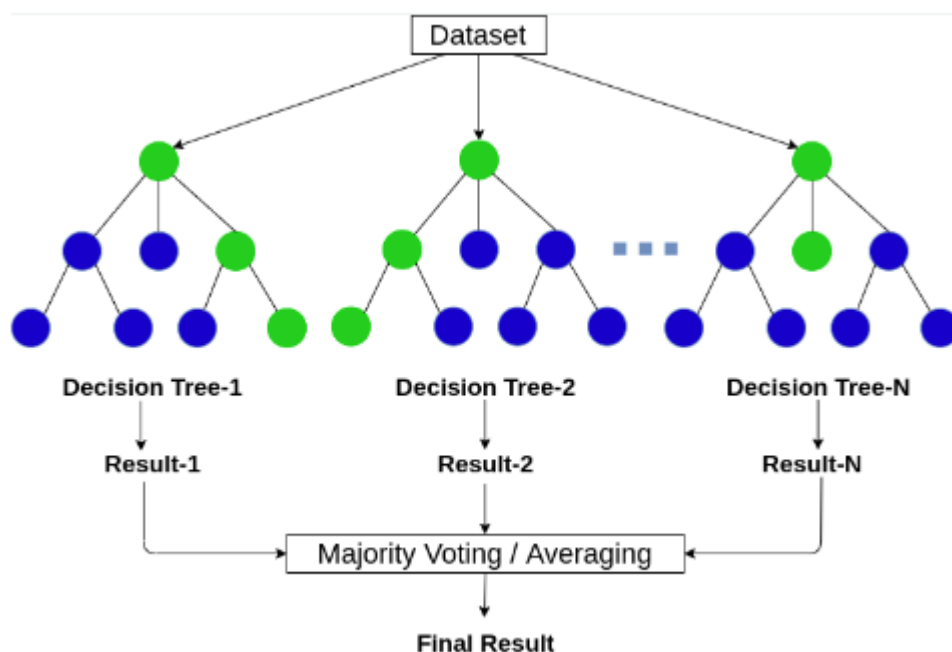 Dataset
Decision Tree-1
Decision Tree-2
Decision Tree-N
Result-1
Result-2
Result-N
Majority Voting / Averaging
Final Result